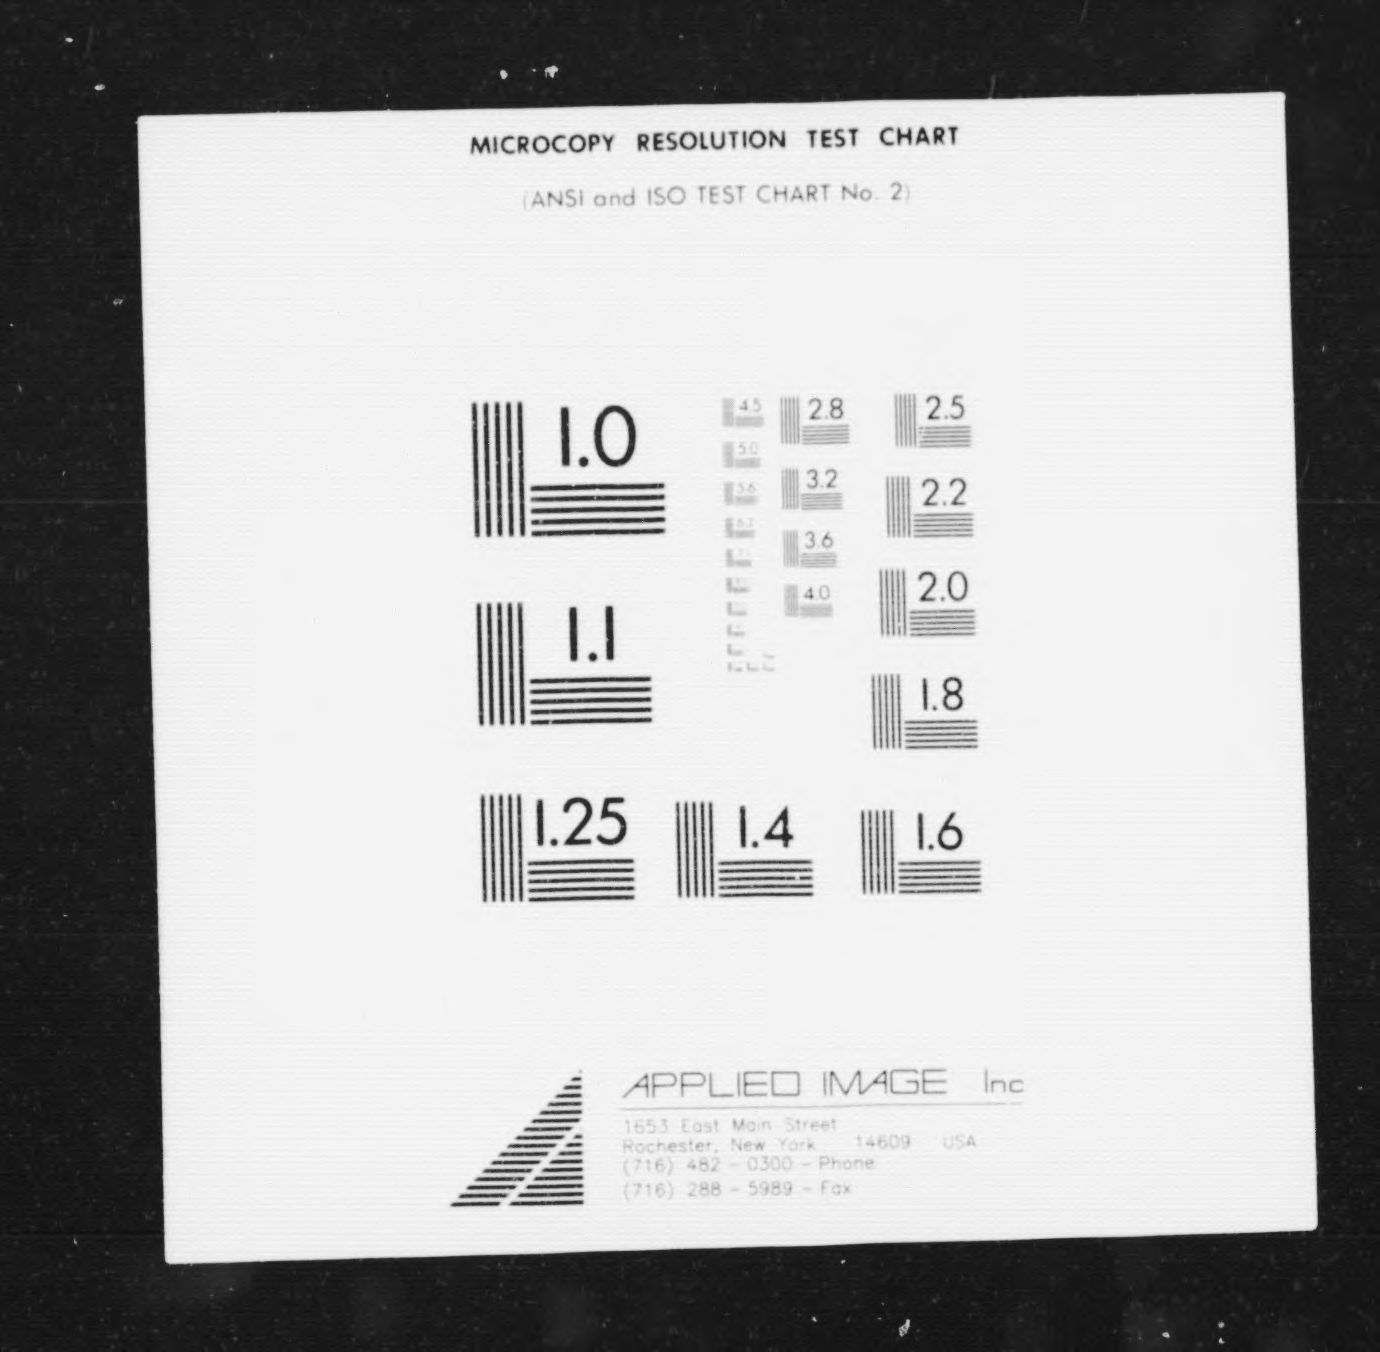 MICROCOPY RESOLUTION TEST CHART
(ANSI and ISO TEST CHART No. 2)
1.0
1.1
1.25
1.4
1.6
1.8
2.0
2.2
2.5
2.8
3.2
3.6
4.0
4.5
5.0
5.6
APPLIED IMAGE Inc
1653 East Main Street
Rochester, New York 14609 USA
(716) 482 - 0300 - Phone
(716) 288 - 5989 - Fax